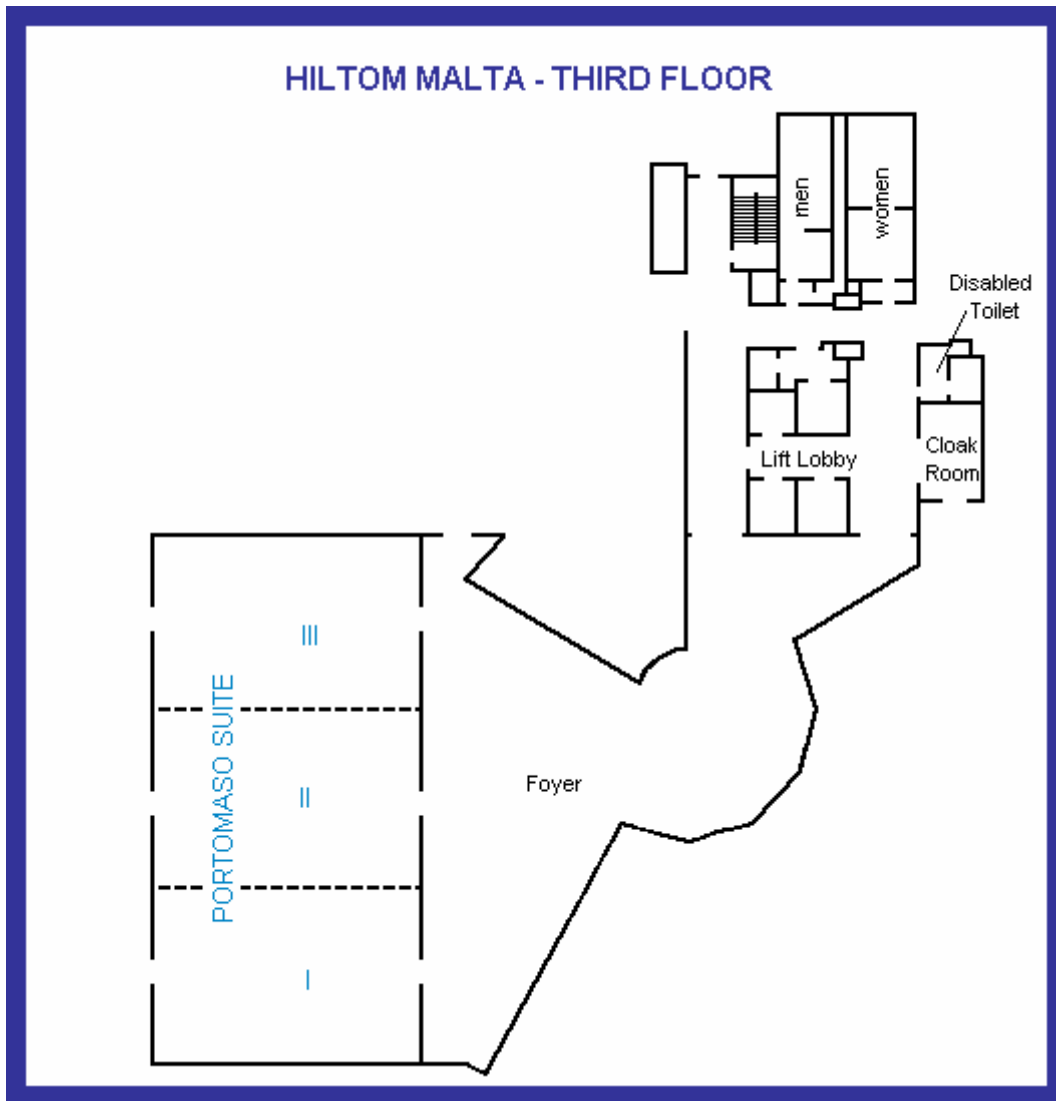 HILTOM MALTA - THIRD FLOOR
men
women
Disabled
Toilet
Lift Lobby
Cloak
Room
III
PORTOMASO SUITE
II
Foyer
I